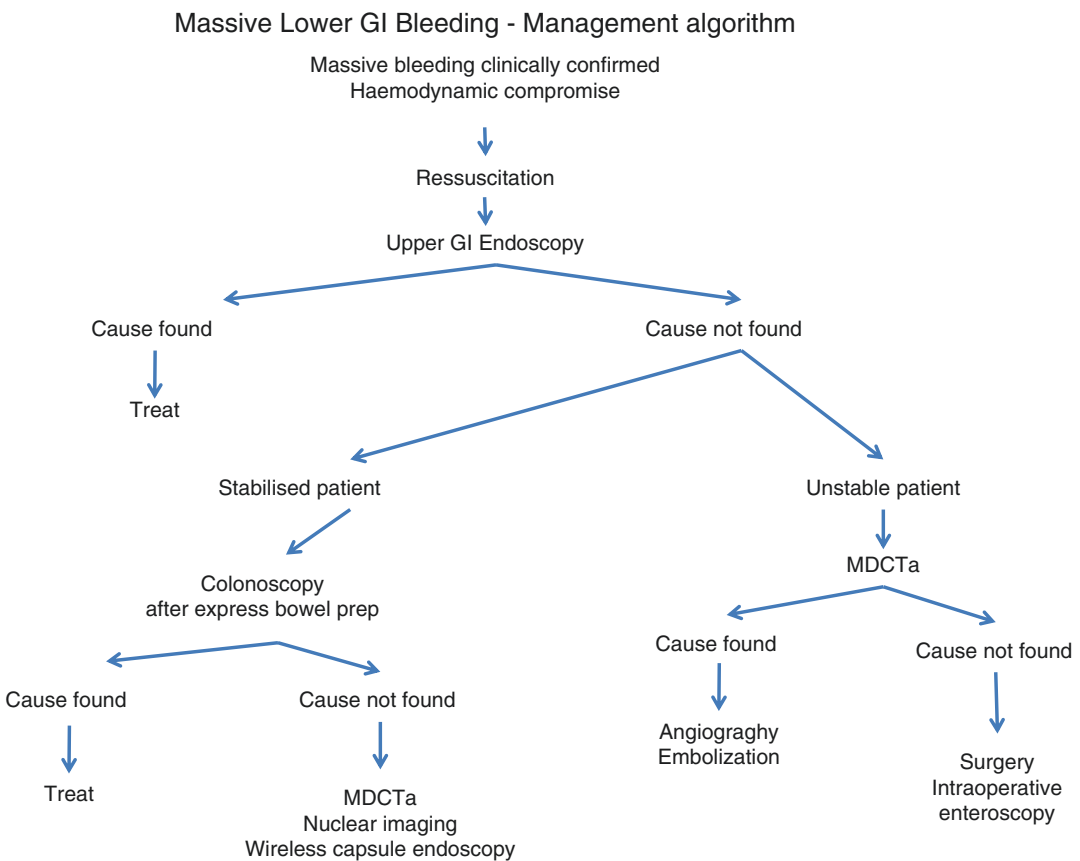 Massive Lower GI Bleeding - Management algorithm
Massive bleeding clinically confirmed
Haemodynamic compromise
Ressuscitation
Upper GI Endoscopy
Cause found
Cause not found
Treat
Stabilised patient
Unstable patient
Colonoscopy
after express bowel prep
MDCTa
Cause found
Cause not found
Cause found
Cause not found
Treat
MDCTa
Nuclear imaging
Wireless capsule endoscopy
Angiograghy
Embolization
Surgery
Intraoperative
enteroscopy